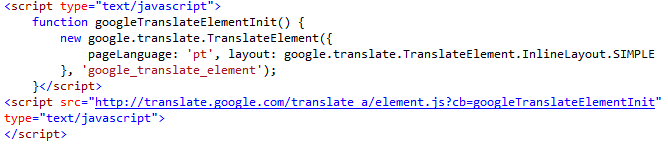 <script type="text/javascript">
function googleTranslateElementInit() {
new google.translate.TranslateElement({
pageLanguage: 'pt', layout: google.translate.TranslateElement.InlineLayout.SIMPLE
}, 'google_translate_element');
}</script>
<script src="http://translate.google.com/translate_a/element.js?cb=googleTranslateElementInit"
type="text/javascript">
</script>